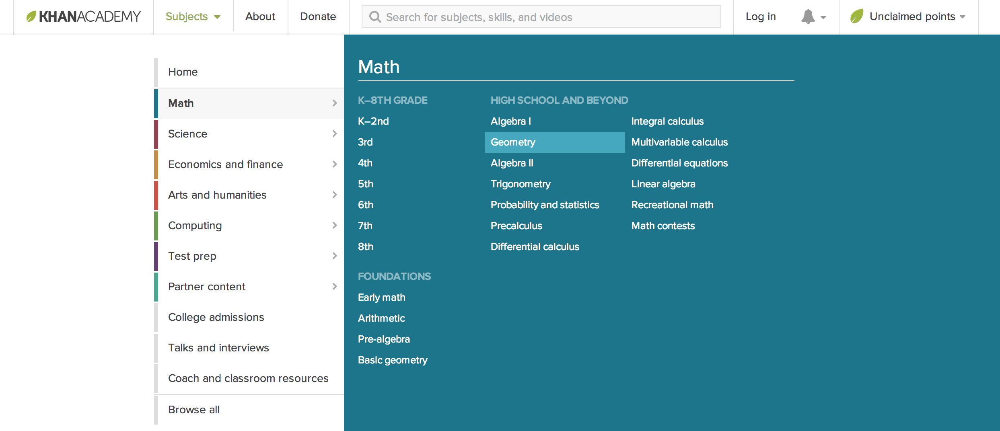 KHANACADEMY
Subjects
About
Donate
Search for subjects, skills, and videos
Log in
Unclaimed points
Home
Math
Science
Economics and finance
Arts and humanities
Computing
Test prep
Partner content
College admissions
Talks and interviews
Coach and classroom resources
Browse all
Math
K–8TH GRADE
K–2nd
3rd
4th
5th
6th
7th
8th
FOUNDATIONS
Early math
Arithmetic
Pre-algebra
Basic geometry
HIGH SCHOOL AND BEYOND
Algebra I
Geometry
Algebra II
Trigonometry
Probability and statistics
Precalculus
Differential calculus
Integral calculus
Multivariable calculus
Differential equations
Linear algebra
Recreational math
Math contests